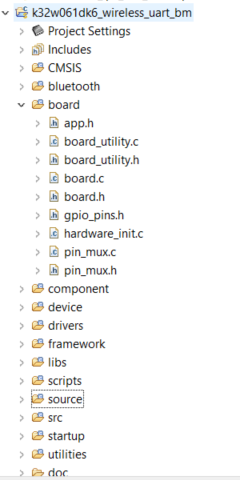 k32w061dk6_wireless_uart_bm
Project Settings
Includes
CMSIS
bluetooth
board
app.h
board_utility.c
board_utility.h
board.c
board.h
gpio_pins.h
hardware_init.c
pin_mux.c
pin_mux.h
component
device
drivers
framework
libs
scripts
source
src
startup
utilities
doc